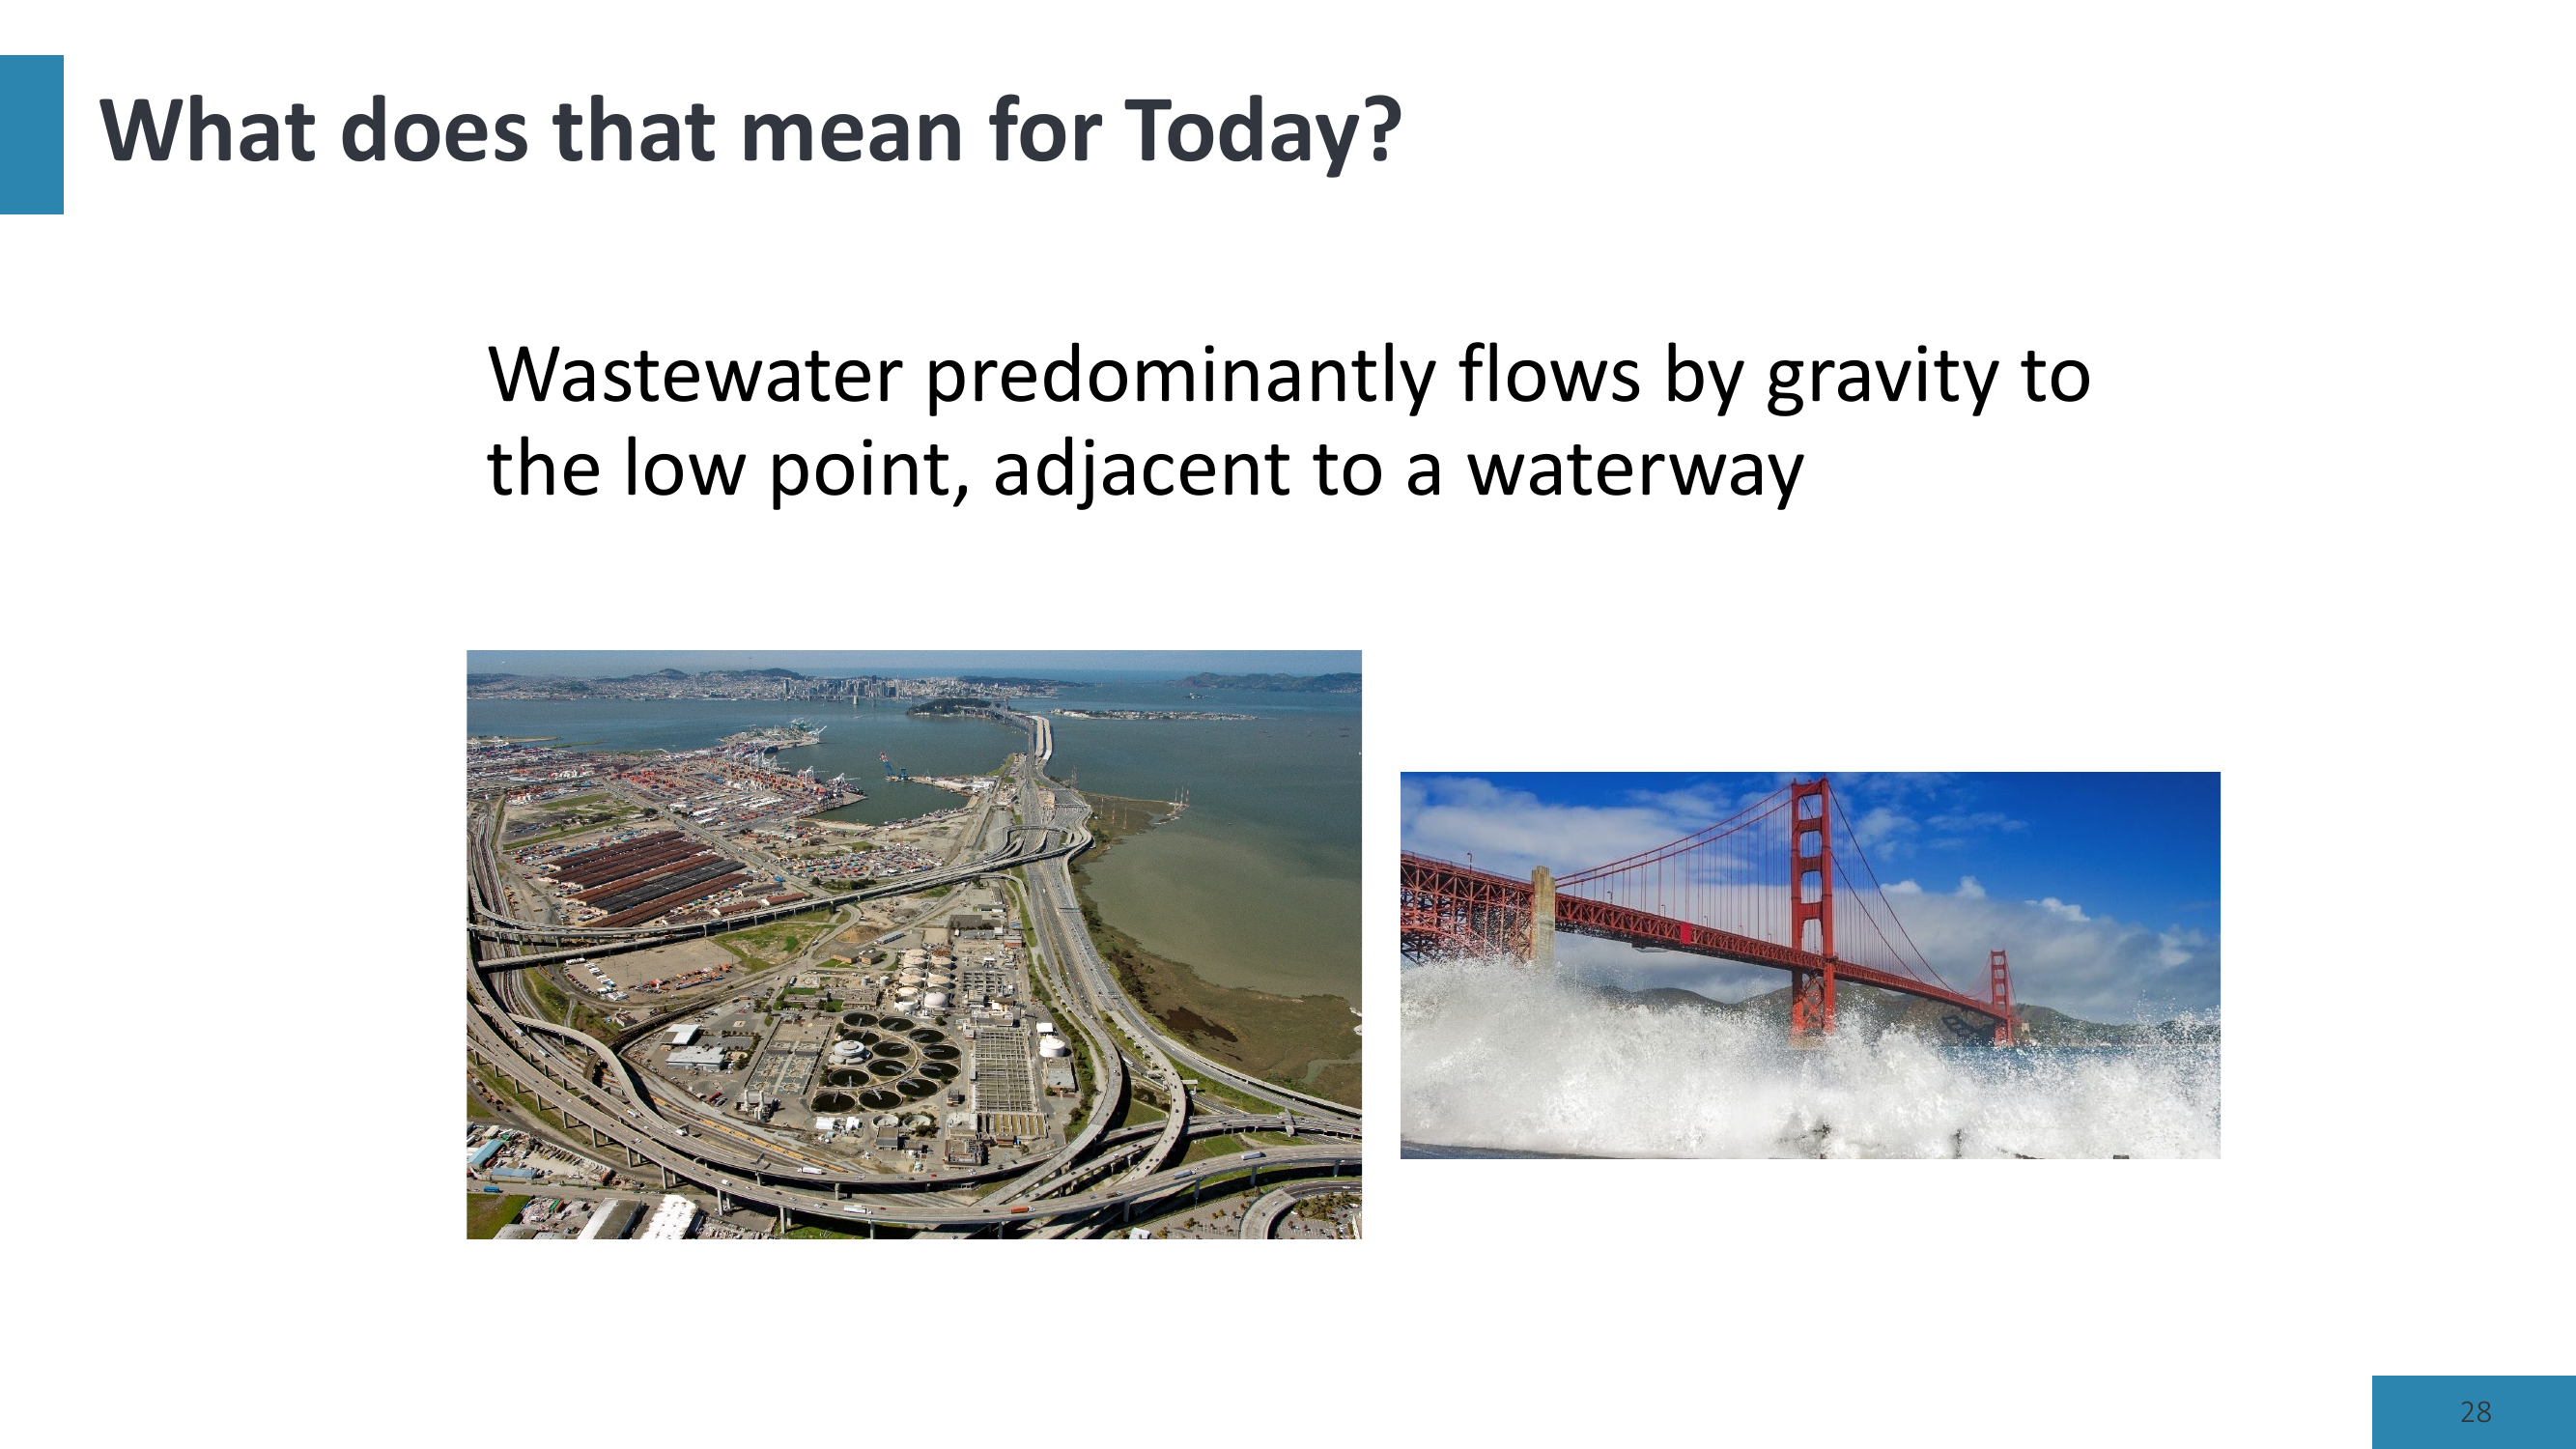 What does that mean for Today?
Wastewater predominantly flows by gravity to
the low point, adjacent to a waterway
28